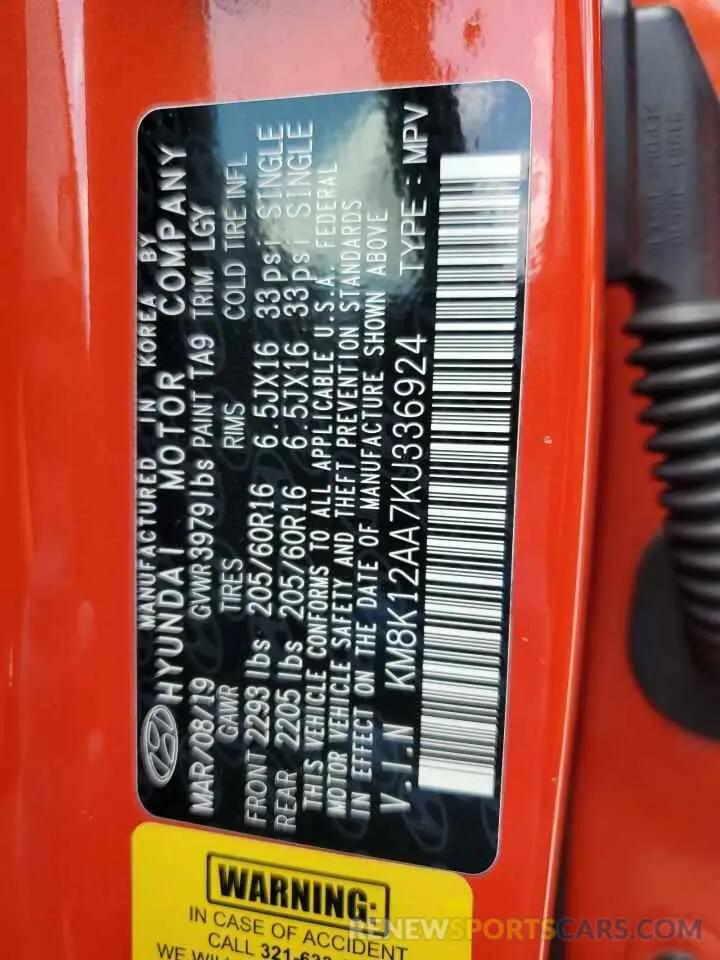 MANUFACTURED IN KOREA BY
HYUNDAI MOTOR COMPANY
MAR/08/19 GVWR 3979lbs PAINT TA9 TRIM LGY
GAWR TIRES RIMS COLD TIRE INFL
FRONT 2293 lbs 205/60R16 6.5JX16 33psi SINGLE
REAR 2205 lbs 205/60R16 6.5JX16 33psi SINGLE
THIS VEHICLE CONFORMS TO ALL APPLICABLE U.S.A. FEDERAL
MOTOR VEHICLE SAFETY AND THEFT PREVENTION STANDARDS
IN EFFECT ON THE DATE OF MANUFACTURE SHOWN ABOVE
V.I.N KM8K12AA7KU336924 TYPE : MPV
WARNING:
IN CASE OF ACCIDENT
CALL 321-633
WE WILL
RENEWSPORTSCARS.COM